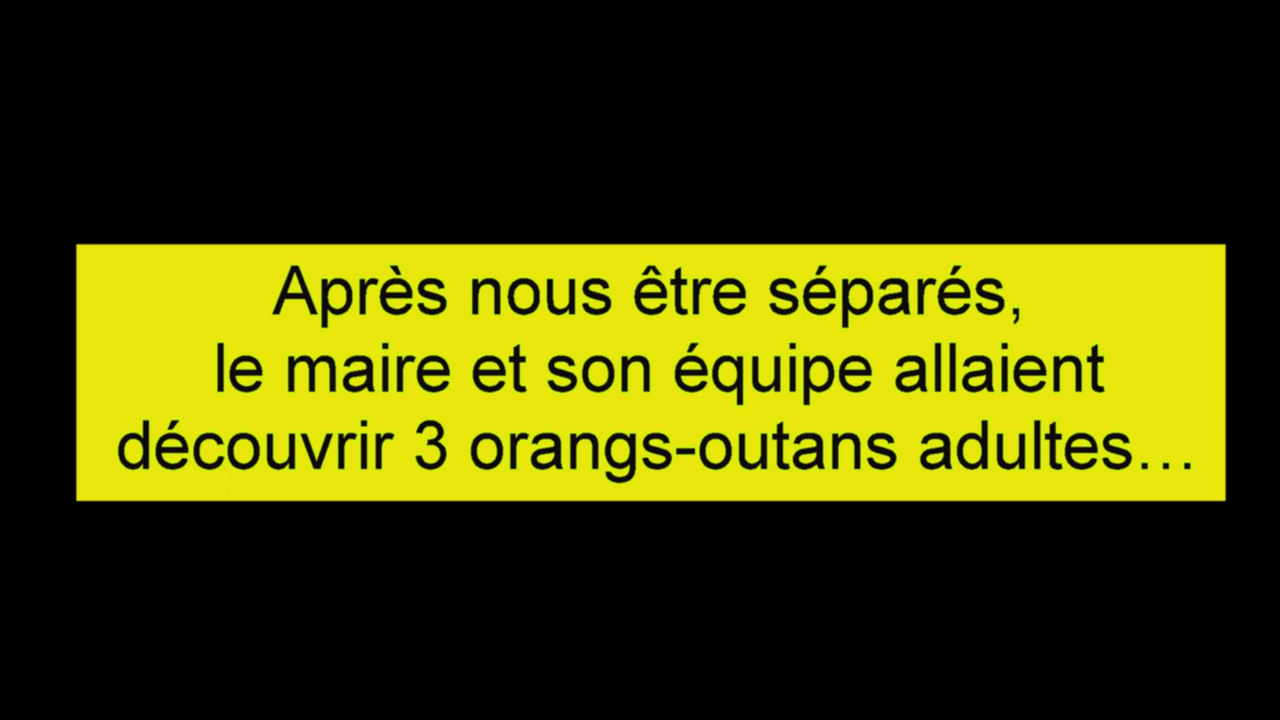 Après nous être séparés,
le maire et son équipe allaient
découvrir 3 orangs-outans adultes…